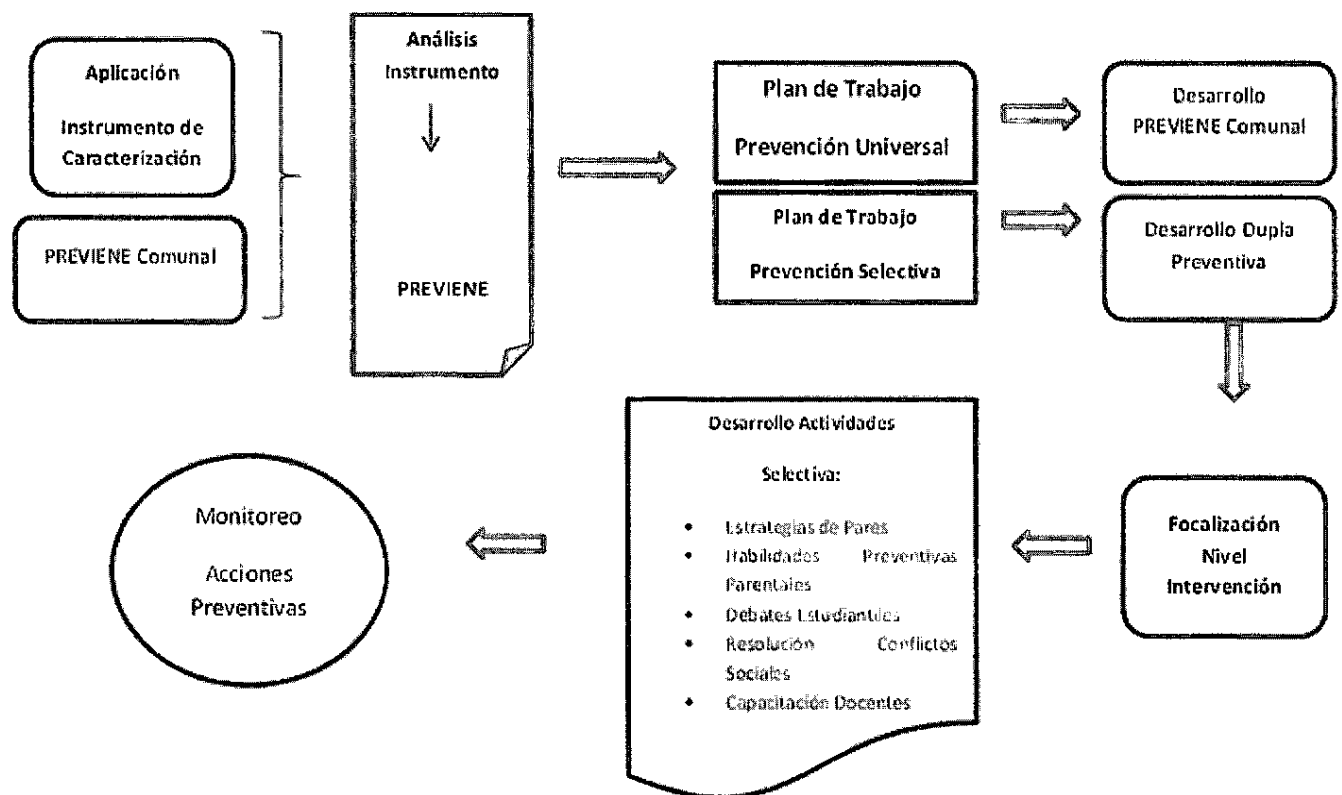 Aplicación
Instrumento de
Caracterización
PREVIENE Comunal
Análisis
Instrumento
PREVIENE
Plan de Trabajo
Prevención Universal
Plan de Trabajo
Prevención Selectiva
Desarrollo
PREVIENE Comunal
Desarrollo Dupla
Preventiva
Focalización
Nivel
Intervención
Desarrollo Actividades
Selectiva:
• Estrategias de Pares
• Habilidades Preventivas
Parentales
• Debates Estudiantiles
• Resolución Conflictos
Sociales
• Capacitación Docentes
Monitoreo
Acciones
Preventivas